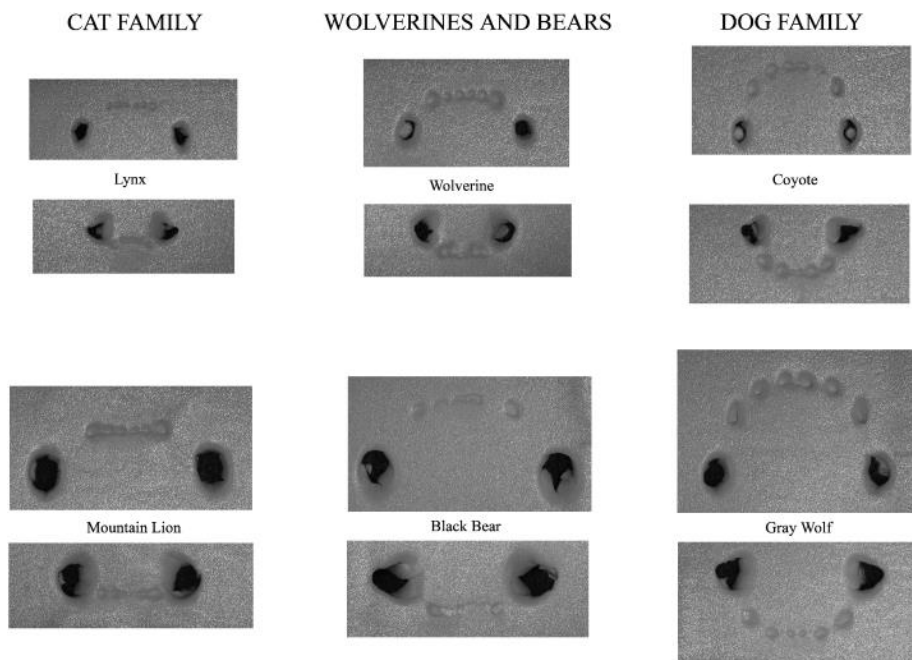 CAT FAMILY
WOLVERINES AND BEARS
DOG FAMILY
Lynx
Wolverine
Coyote
Mountain Lion
Black Bear
Gray Wolf